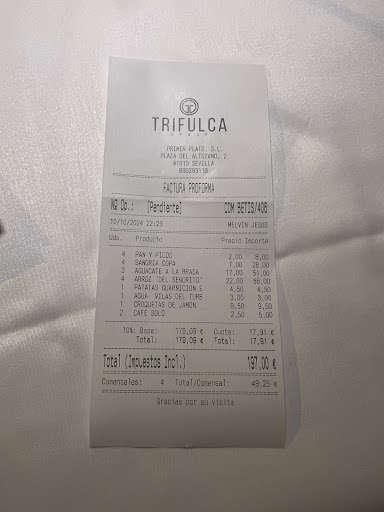 TRIFULCA
GROUP
PRIMER PLATO, S.L.
PLAZA DEL ALTOZANO, 2
41010 SEVILLA
B90293118
FACTURA PROFORMA
Nº Op.: [Pendiente] COM BETIS/406
10/10/2024 22:29 MELVIN JESUS
Uds. Producto Precio Importe
4 PAN Y PICOS 2,00 8,00
4 SANGRIA COPA 7,00 28,00
3 AGUACATE A LA BRASA 17,00 51,00
4 ARROZ "DEL SEÑORITO" 22,00 88,00
1 PATATAS GUARNICION E 4,50 4,50
1 AGUA VILAS DEL TURB 3,00 3,00
1 CROQUETAS DE JAMON 9,50 9,50
2 CAFE SOLO 2,50 5,00
10%: Base: 179,09 € Cuota: 17,91 €
Total: 179,09 € Total: 17,91 €
Total (Impuestos Incl.) 197,00 €
Comensales: 4 Total/Comensal: 49,25 €
Gracias por su visita